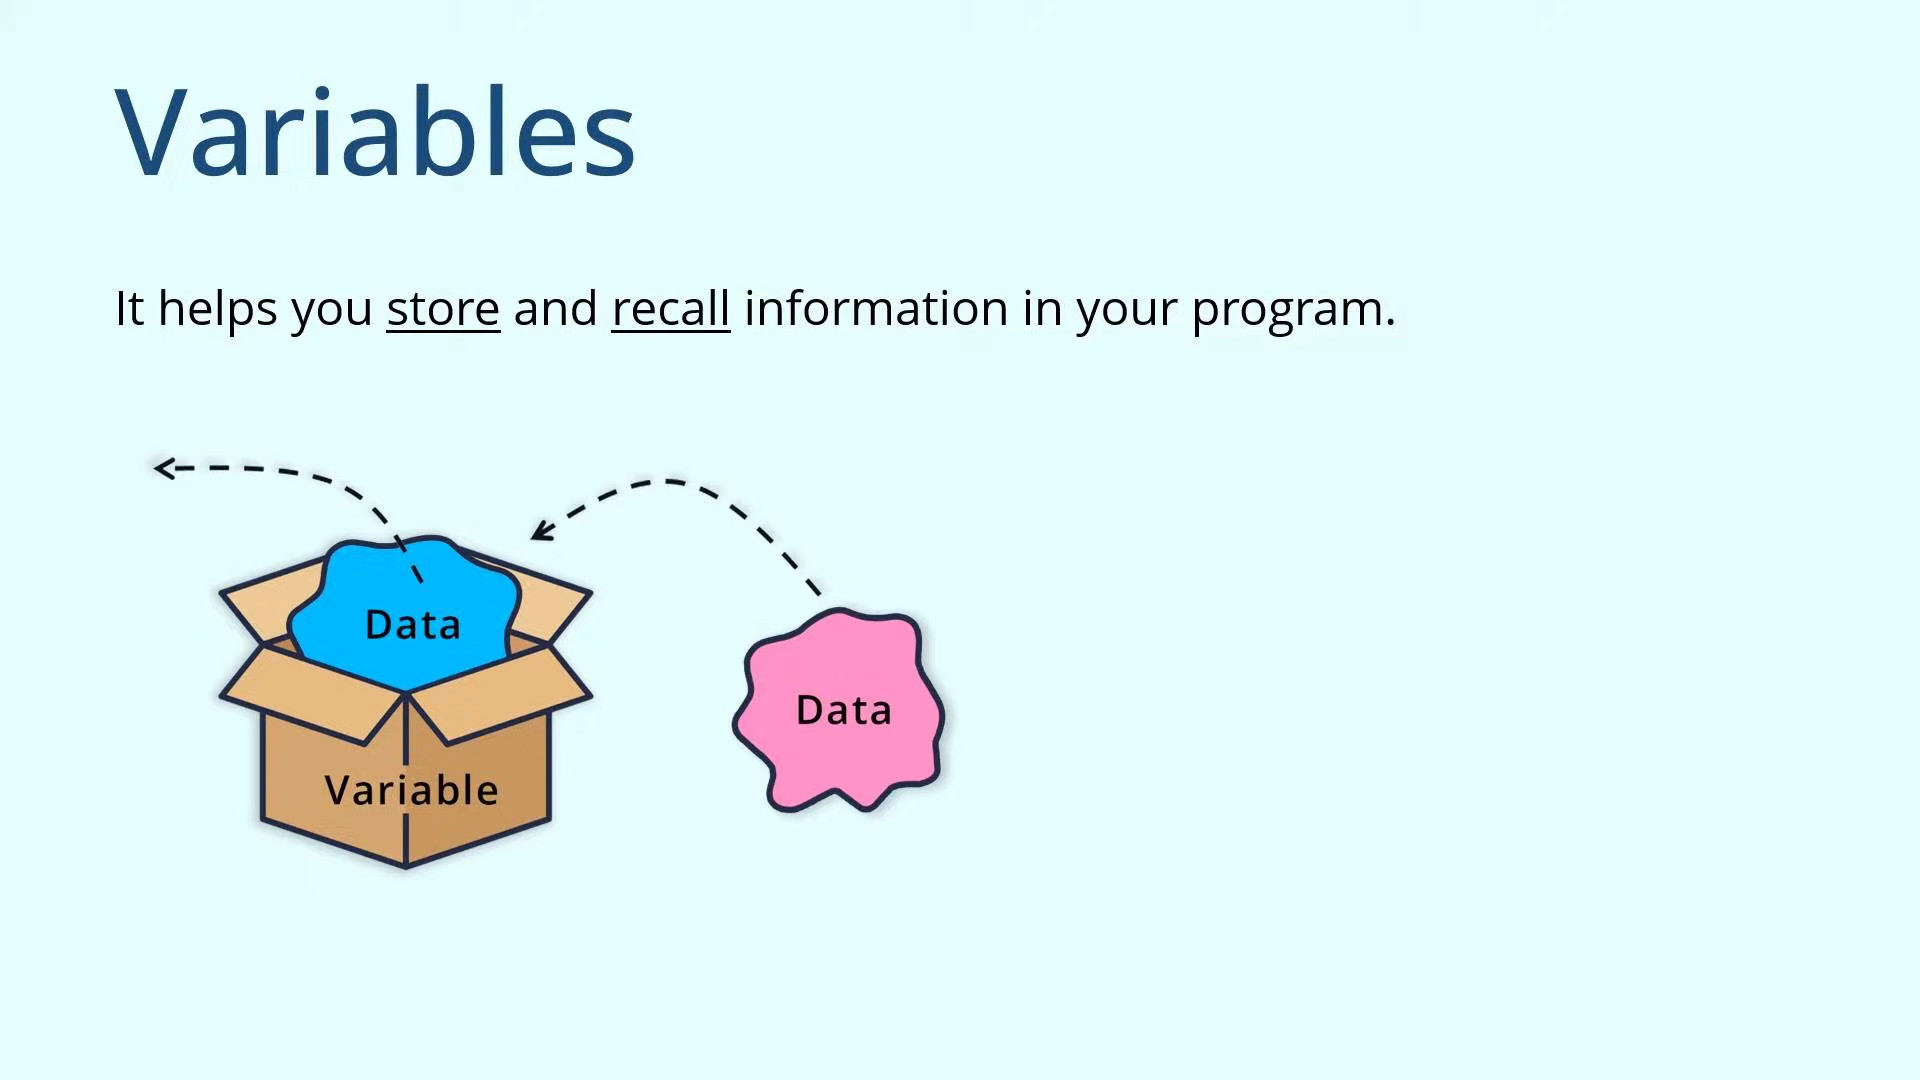 Variables
It helps you store and recall information in your program.
Data
Data
Variable